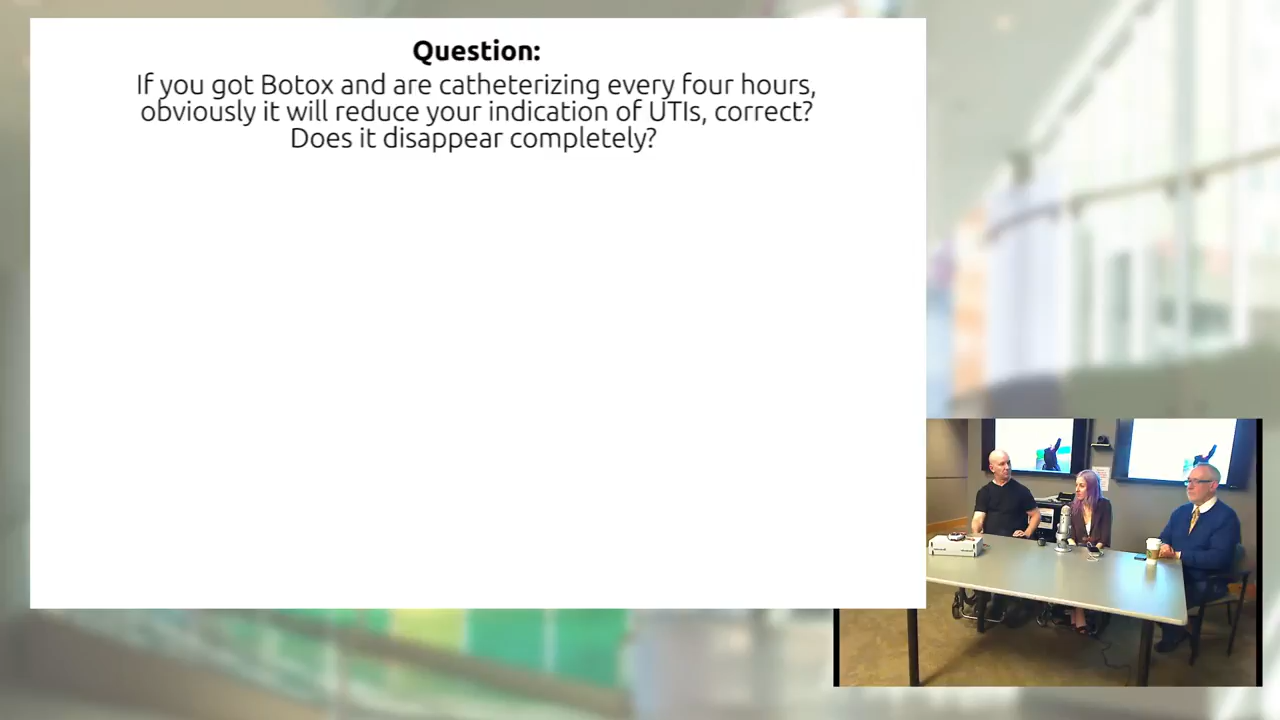 Question:
If you got Botox and are catheterizing every four hours,
obviously it will reduce your indication of UTIs, correct?
Does it disappear completely?